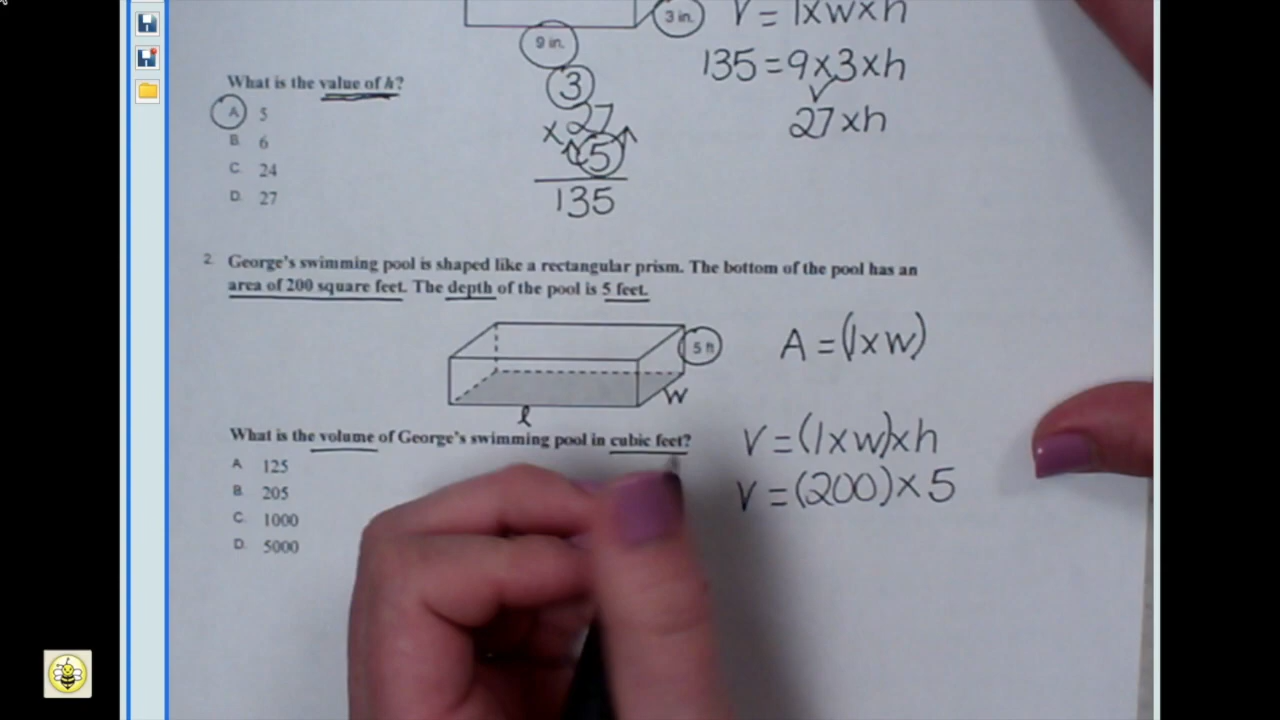 3 in.
V = l x w x h
9 in.
135 = 9 x 3 x h
What is the value of h?
3
27 x h
A 5
27
B. 6
x 5
C. 24
135
D. 27
2. George's swimming pool is shaped like a rectangular prism. The bottom of the pool has an
area of 200 square feet. The depth of the pool is 5 feet.
5 ft
A = (l x w)
w
l
What is the volume of George's swimming pool in cubic feet?
V = (l x w) x h
A 125
V = (200) x 5
B. 205
C. 1000
D. 5000